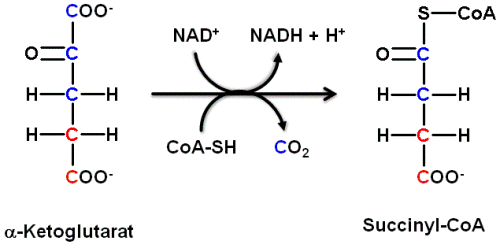 COO⁻
O=C
H–C–H
H–C–H
COO⁻
α-Ketoglutarat
NAD⁺
NADH + H⁺
CoA-SH
CO₂
S–CoA
O=C
H–C–H
H–C–H
COO⁻
Succinyl-CoA